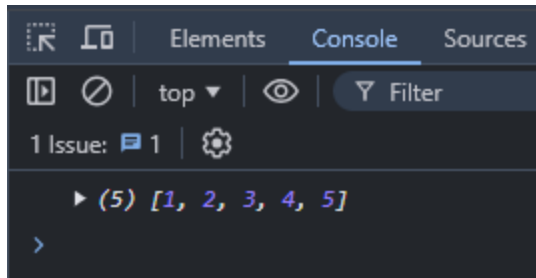 Elements Console Sources
top Filter
1 Issue: 1
(5) [1, 2, 3, 4, 5]